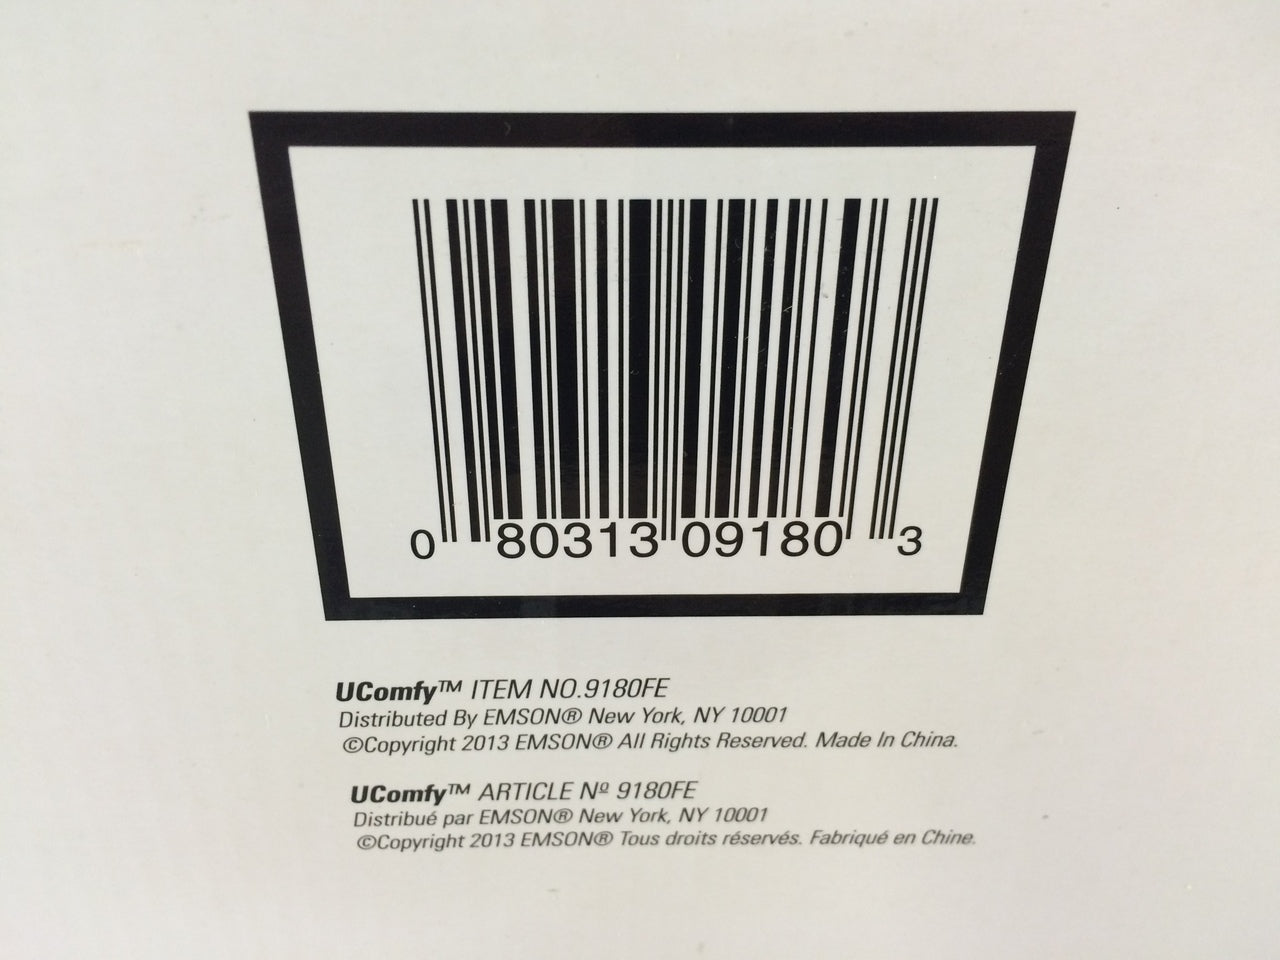 0 80313 09180 3
UComfy™ ITEM NO.9180FE
Distributed By EMSON® New York, NY 10001
©Copyright 2013 EMSON® All Rights Reserved. Made In China.
UComfy™ ARTICLE Nº 9180FE
Distribué par EMSON® New York, NY 10001
©Copyright 2013 EMSON® Tous droits réservés. Fabriqué en Chine.